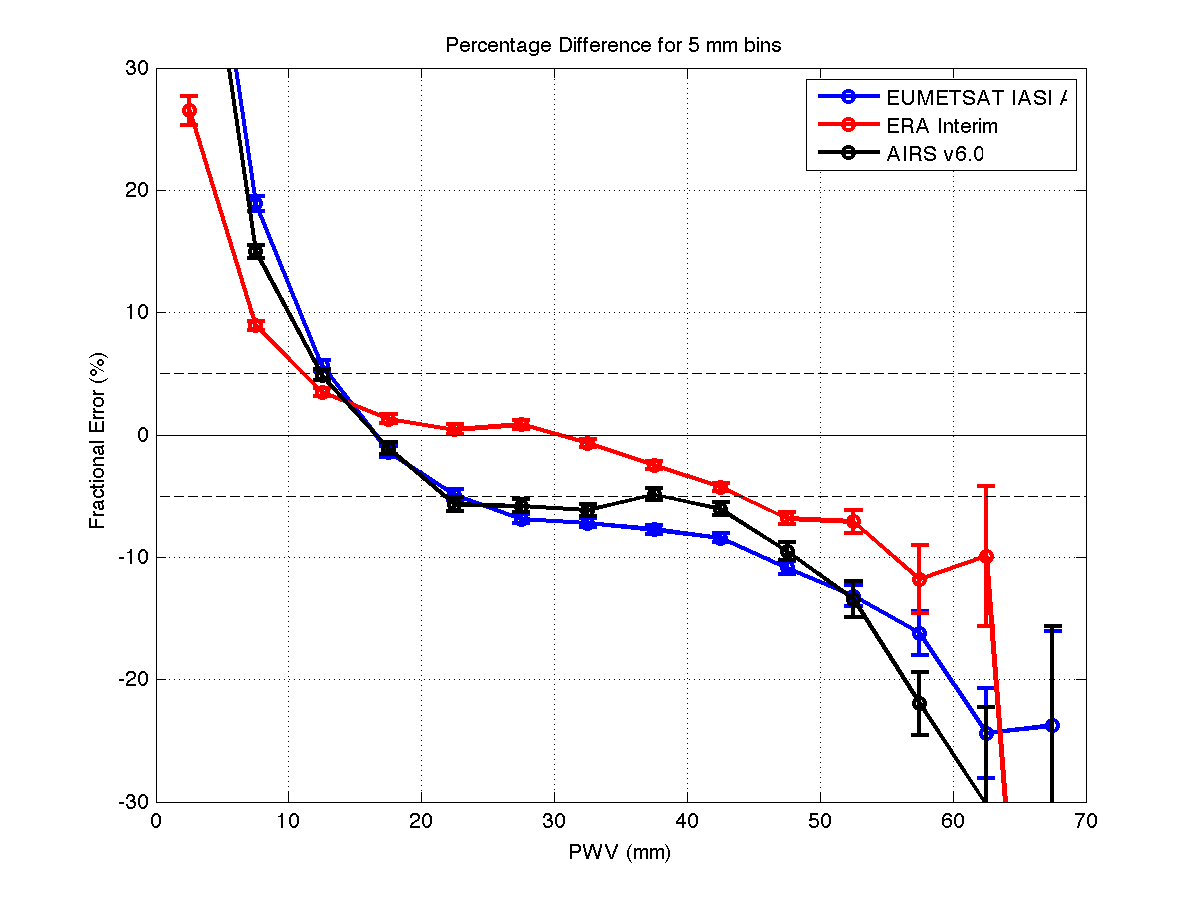 Percentage Difference for 5 mm bins
EUMETSAT IASI
ERA Interim
AIRS v6.0
Fractional Error (%)
30
20
10
0
-10
-20
-30
0 10 20 30 40 50 60 70
PWV (mm)